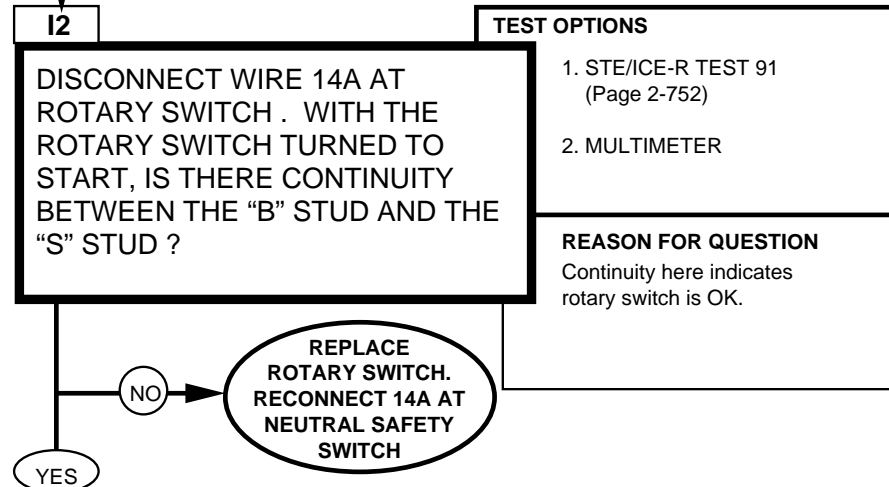 I2
DISCONNECT WIRE 14A AT
ROTARY SWITCH . WITH THE
ROTARY SWITCH TURNED TO
START, IS THERE CONTINUITY
BETWEEN THE “B” STUD AND THE
“S” STUD ?
TEST OPTIONS
1. STE/ICE-R TEST 91
(Page 2-752)
2. MULTIMETER
REASON FOR QUESTION
Continuity here indicates
rotary switch is OK.
NO
REPLACE
ROTARY SWITCH.
RECONNECT 14A AT
NEUTRAL SAFETY
SWITCH
YES